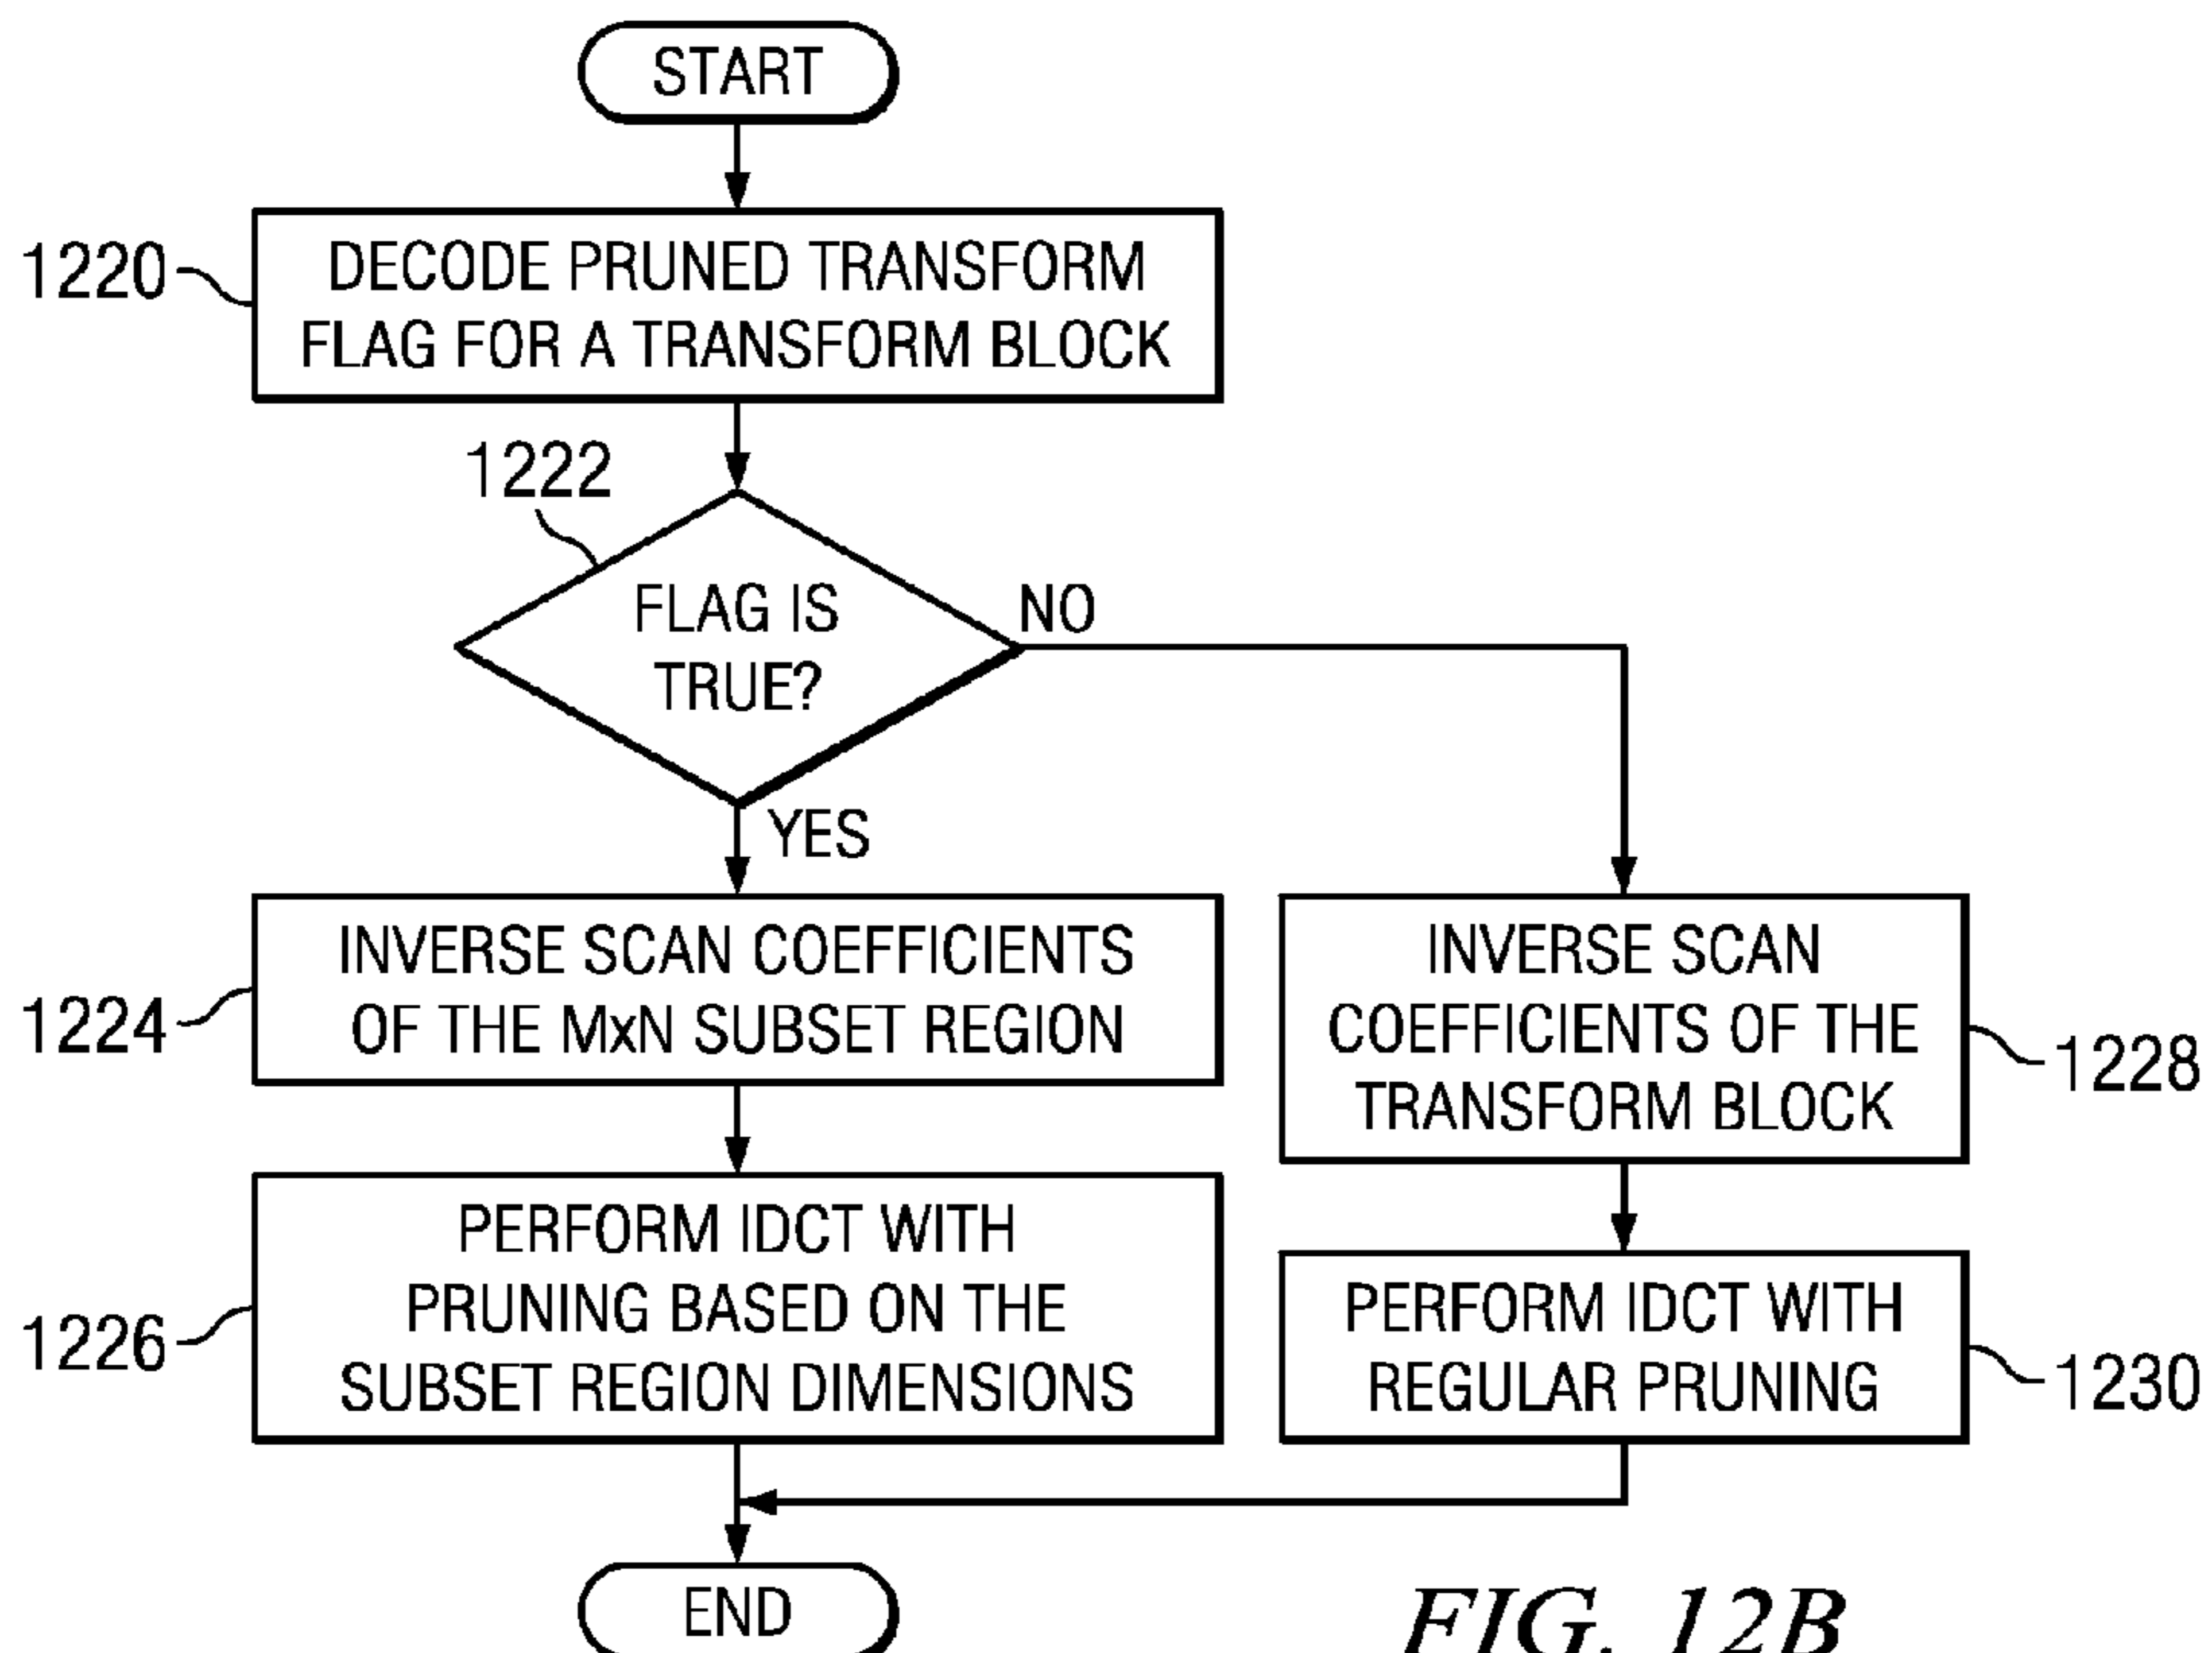 START
1220
DECODE PRUNED TRANSFORM
FLAG FOR A TRANSFORM BLOCK
1222
FLAG IS
TRUE?
NO
YES
1224
INVERSE SCAN COEFFICIENTS
OF THE MxN SUBSET REGION
INVERSE SCAN
COEFFICIENTS OF THE
TRANSFORM BLOCK
1228
1226
PERFORM IDCT WITH
PRUNING BASED ON THE
SUBSET REGION DIMENSIONS
PERFORM IDCT WITH
REGULAR PRUNING
1230
END
FIG. 12B